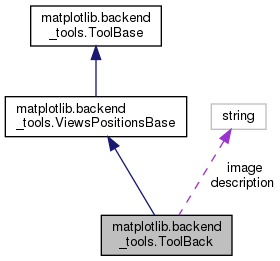 matplotlib.backend
_tools.ToolBase
matplotlib.backend
_tools.ViewsPositionsBase
string
image
description
matplotlib.backend
_tools.ToolBack